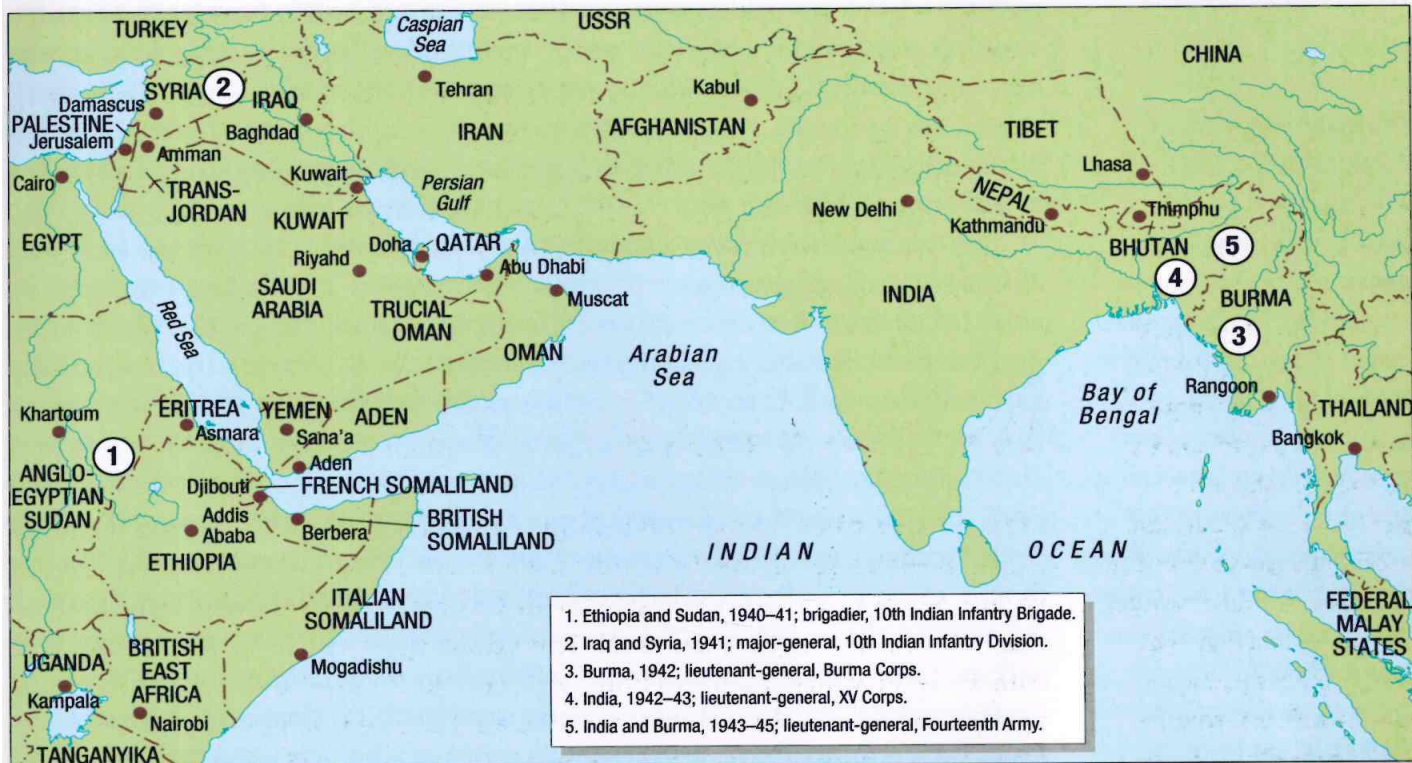 TURKEY
Caspian
Sea
USSR
CHINA
SYRIA
2
IRAQ
Damascus
PALESTINE
Jerusalem
Amman
Baghdad
Tehran
IRAN
Kabul
AFGHANISTAN
TIBET
Lhasa
Cairo
TRANS-
JORDAN
Kuwait
KUWAIT
Persian
Gulf
New Delhi
NEPAL
Kathmandu
Thimphu
BHUTAN
5
4
EGYPT
Doha
QATAR
Riyahd
SAUDI
ARABIA
Abu Dhabi
TRUCIAL
OMAN
Muscat
OMAN
INDIA
BURMA
3
Red Sea
Arabian
Sea
Bay of
Bengal
Rangoon
THAILAND
Bangkok
Khartoum
ERITREA
Asmara
YEMEN
Sana'a
ADEN
Aden
1
ANGLO-
EGYPTIAN
SUDAN
Djibouti
FRENCH SOMALILAND
Addis
Ababa
Berbera
BRITISH
SOMALILAND
ETHIOPIA
INDIAN OCEAN
ITALIAN
SOMALILAND
FEDERAL
MALAY
STATES
UGANDA
Kampala
BRITISH
EAST
AFRICA
Nairobi
Mogadishu
TANGANYIKA
1. Ethiopia and Sudan, 1940–41; brigadier, 10th Indian Infantry Brigade.
2. Iraq and Syria, 1941; major-general, 10th Indian Infantry Division.
3. Burma, 1942; lieutenant-general, Burma Corps.
4. India, 1942–43; lieutenant-general, XV Corps.
5. India and Burma, 1943–45; lieutenant-general, Fourteenth Army.